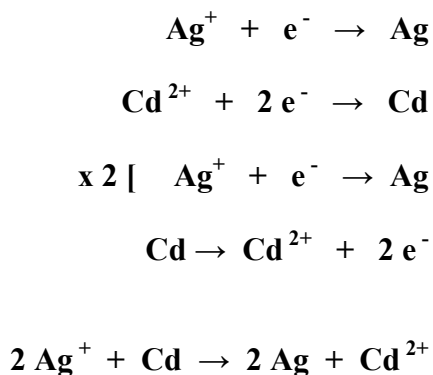 Ag⁺ + e⁻ → Ag
Cd²⁺ + 2 e⁻ → Cd
x 2 [ Ag⁺ + e⁻ → Ag
Cd → Cd²⁺ + 2 e⁻
2 Ag⁺ + Cd → 2 Ag + Cd²⁺